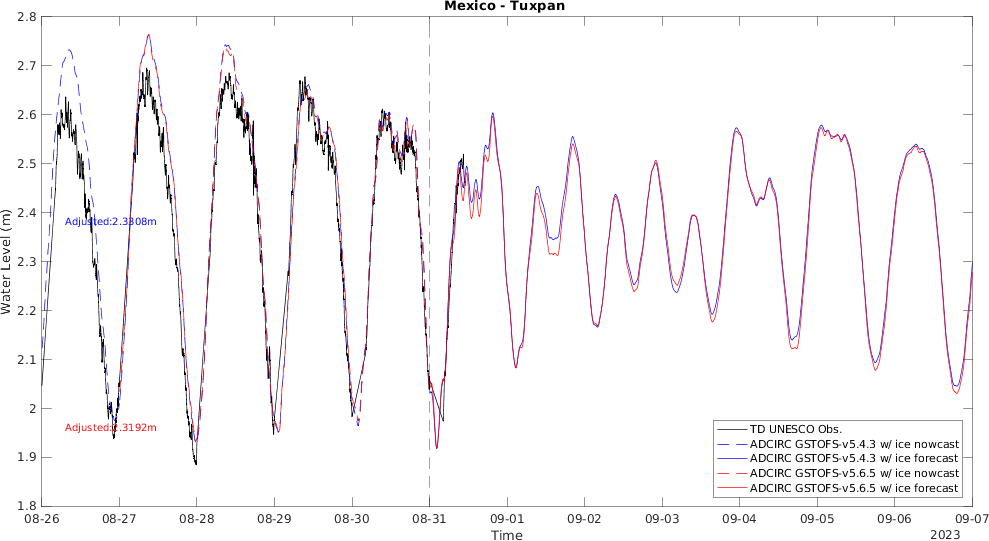 Mexico - Tuxpan
2.8
2.7
2.6
2.5
2.4
2.3
2.2
2.1
2
1.9
1.8
Water Level (m)
Adjusted:2.3308m
Adjusted:2.3192m
TD UNESCO Obs.
ADCIRC GSTOFS-v5.4.3 w/ ice nowcast
ADCIRC GSTOFS-v5.4.3 w/ ice forecast
ADCIRC GSTOFS-v5.6.5 w/ ice nowcast
ADCIRC GSTOFS-v5.6.5 w/ ice forecast
08-26 08-27 08-28 08-29 08-30 08-31 09-01 09-02 09-03 09-04 09-05 09-06 09-07
Time
2023